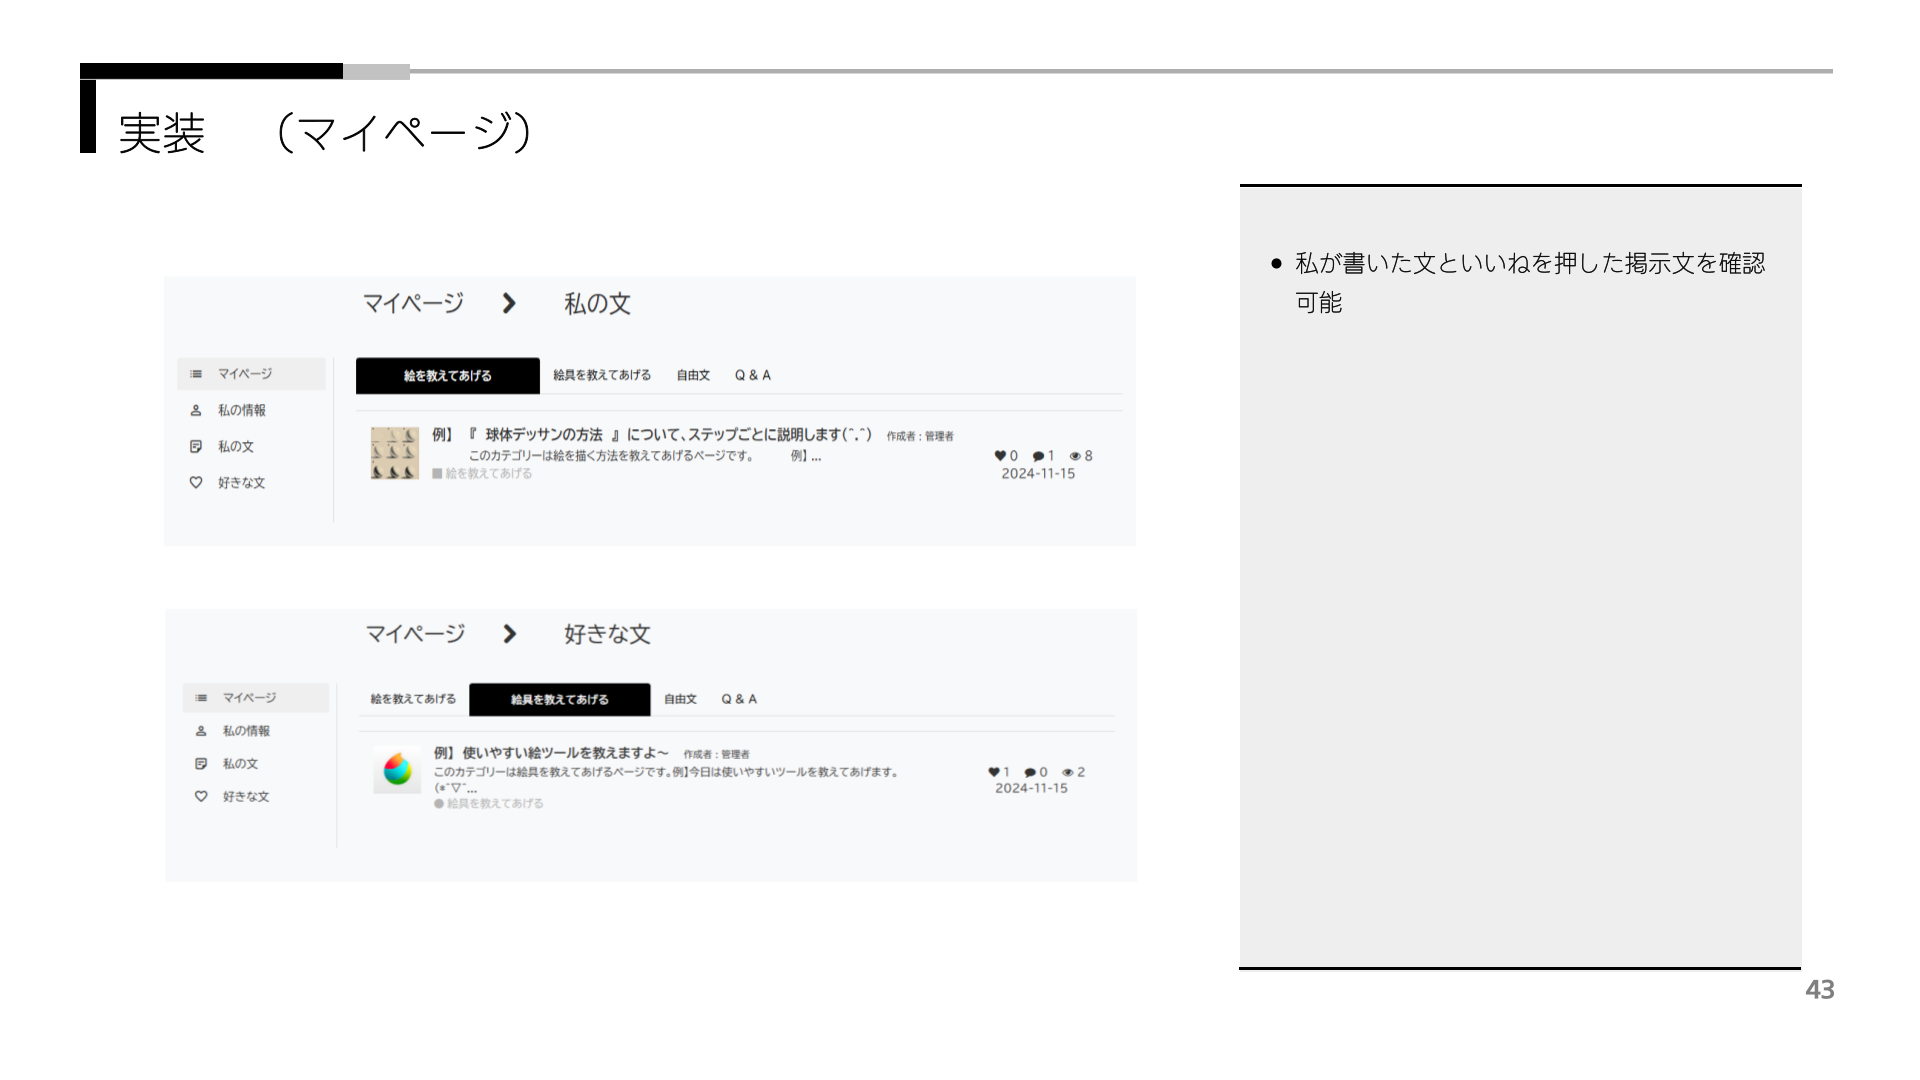 実装　（マイページ）
マイページ　　私の文
マイページ
私の情報
私の文
好きな文
絵を教えてあげる　絵具を教えてあげる　自由文　Q & A
例】 『 球体デッサンの方法 』 について、ステップごとに説明します(^.^)　作成者 : 管理者
このカテゴリーは絵を描く方法を教えてあげるページです。　　例】 ...
絵を教えてあげる
0　1　8
2024-11-15
マイページ　　好きな文
マイページ
私の情報
私の文
好きな文
絵を教えてあげる　絵具を教えてあげる　自由文　Q & A
例】 使いやすい絵ツールを教えますよ～　作成者 : 管理者
このカテゴリーは絵具を教えてあげるページです。例】今日は使いやすいツールを教えてあげます。
(*^▽^...
絵具を教えてあげる
1　0　2
2024-11-15
● 私が書いた文といいねを押した掲示文を確認
可能
43